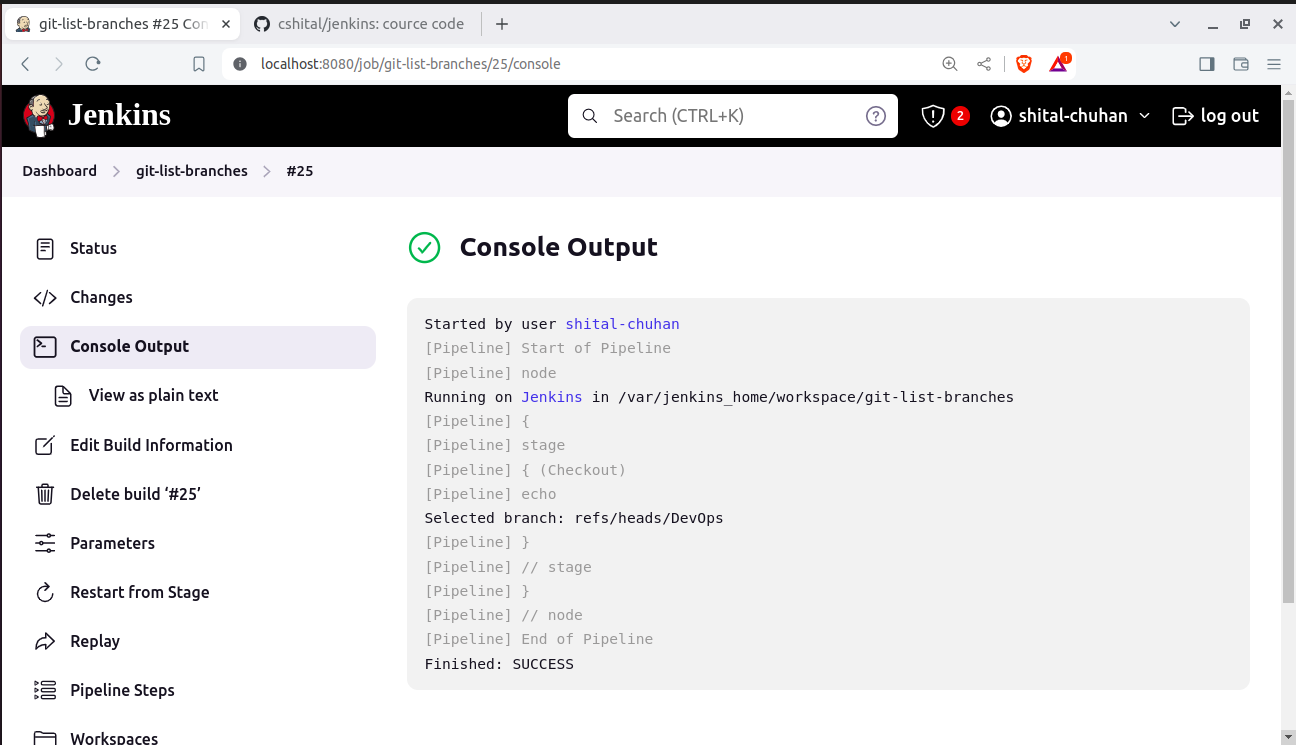 git-list-branches #25 Con
cshital/jenkins: cource code
localhost:8080/job/git-list-branches/25/console
1
Jenkins
Search (CTRL+K)
?
2
shital-chuhan
log out
Dashboard
git-list-branches
#25
Status
Changes
Console Output
View as plain text
Edit Build Information
Delete build ‘#25’
Parameters
Restart from Stage
Replay
Pipeline Steps
Workspaces
Console Output
Started by user shital-chuhan
[Pipeline] Start of Pipeline
[Pipeline] node
Running on Jenkins in /var/jenkins_home/workspace/git-list-branches
[Pipeline] {
[Pipeline] stage
[Pipeline] { (Checkout)
[Pipeline] echo
Selected branch: refs/heads/DevOps
[Pipeline] }
[Pipeline] // stage
[Pipeline] }
[Pipeline] // node
[Pipeline] End of Pipeline
Finished: SUCCESS